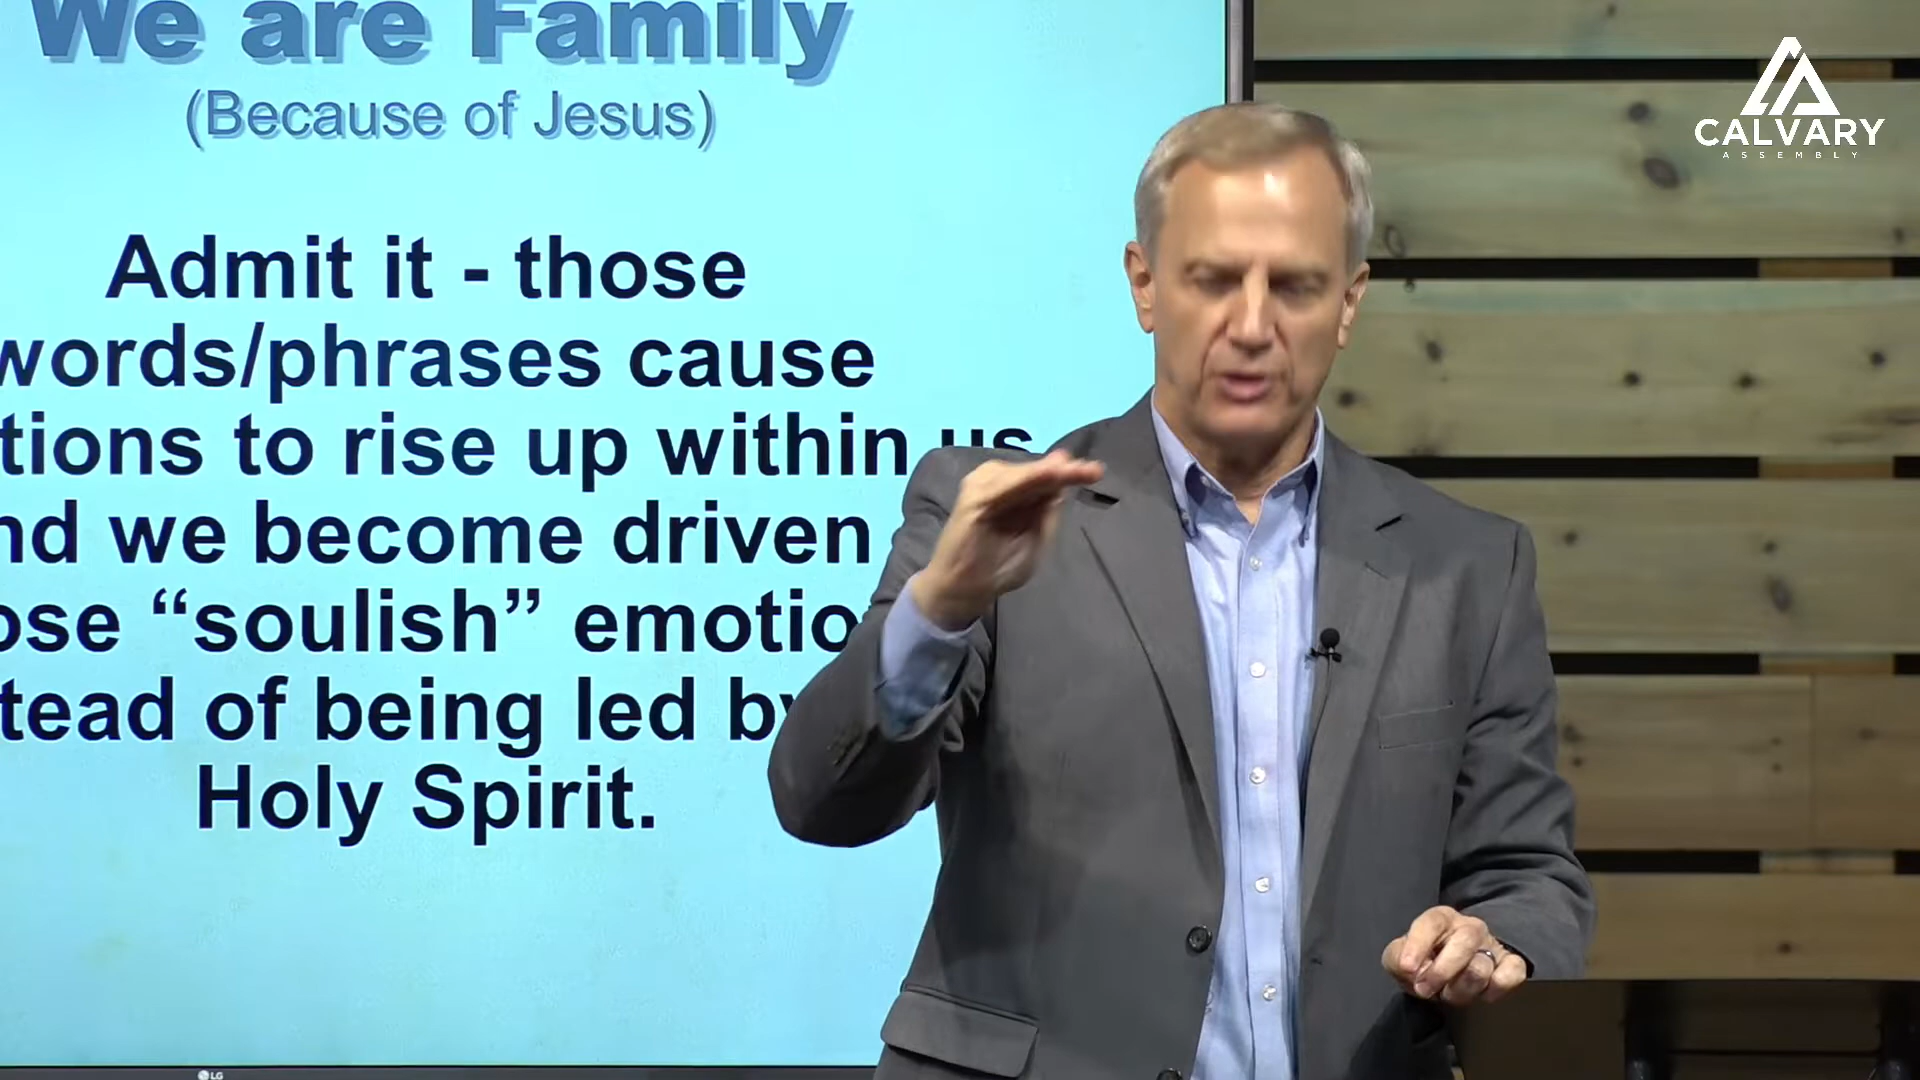 We are Family
(Because of Jesus)
Admit it - those
words/phrases cause
tions to rise up within us
nd we become driven
ose “soulish” emotio
tead of being led by
Holy Spirit.
CALVARY
ASSEMBLY
LG